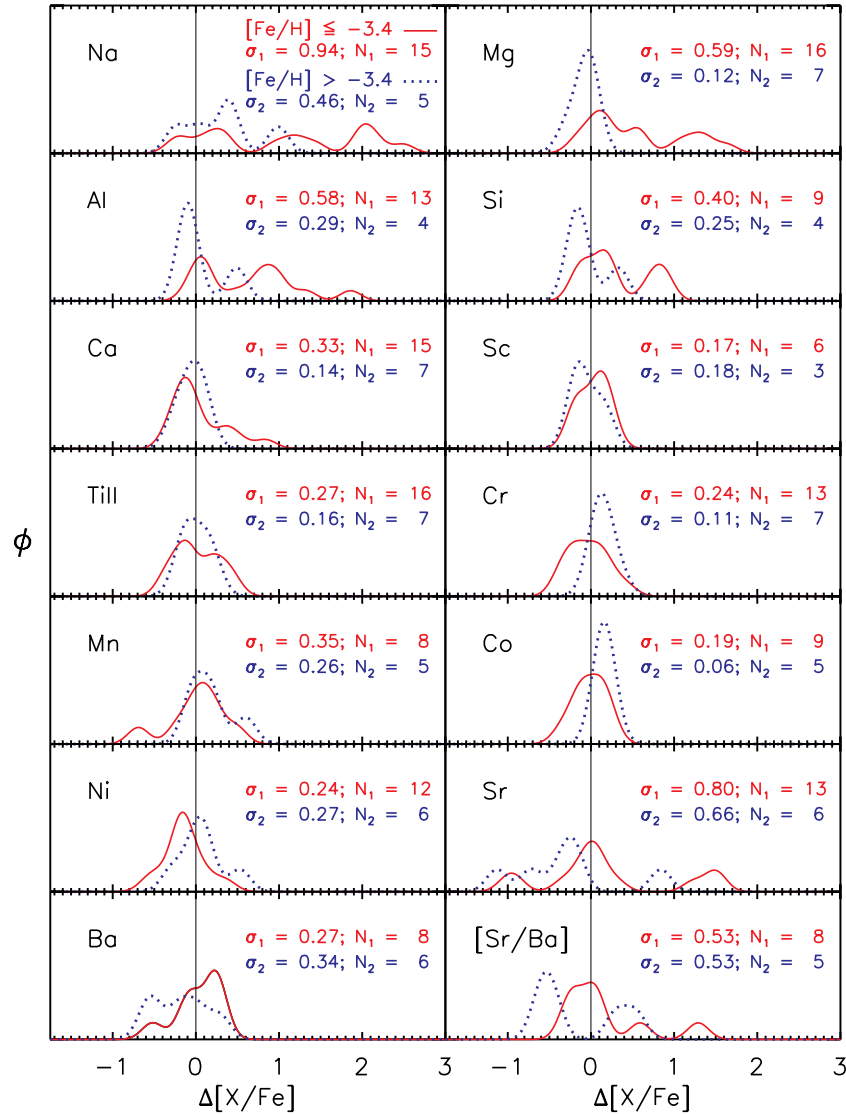 Na
[Fe/H] ≤ −3.4
σ₁ = 0.94; N₁ = 15
[Fe/H] > −3.4
σ₂ = 0.46; N₂ = 5
Mg
σ₁ = 0.59; N₁ = 16
σ₂ = 0.12; N₂ = 7
Al
σ₁ = 0.58; N₁ = 13
σ₂ = 0.29; N₂ = 4
Si
σ₁ = 0.40; N₁ = 9
σ₂ = 0.25; N₂ = 4
Ca
σ₁ = 0.33; N₁ = 15
σ₂ = 0.14; N₂ = 7
Sc
σ₁ = 0.17; N₁ = 6
σ₂ = 0.18; N₂ = 3
TiII
σ₁ = 0.27; N₁ = 16
σ₂ = 0.16; N₂ = 7
Cr
σ₁ = 0.24; N₁ = 13
σ₂ = 0.11; N₂ = 7
ϕ
Mn
σ₁ = 0.35; N₁ = 8
σ₂ = 0.26; N₂ = 5
Co
σ₁ = 0.19; N₁ = 9
σ₂ = 0.06; N₂ = 5
Ni
σ₁ = 0.24; N₁ = 12
σ₂ = 0.27; N₂ = 6
Sr
σ₁ = 0.80; N₁ = 13
σ₂ = 0.66; N₂ = 6
Ba
σ₁ = 0.27; N₁ = 8
σ₂ = 0.34; N₂ = 6
[Sr/Ba]
σ₁ = 0.53; N₁ = 8
σ₂ = 0.53; N₂ = 5
−1 0 1 2 3 −1 0 1 2 3
Δ[X/Fe] Δ[X/Fe]